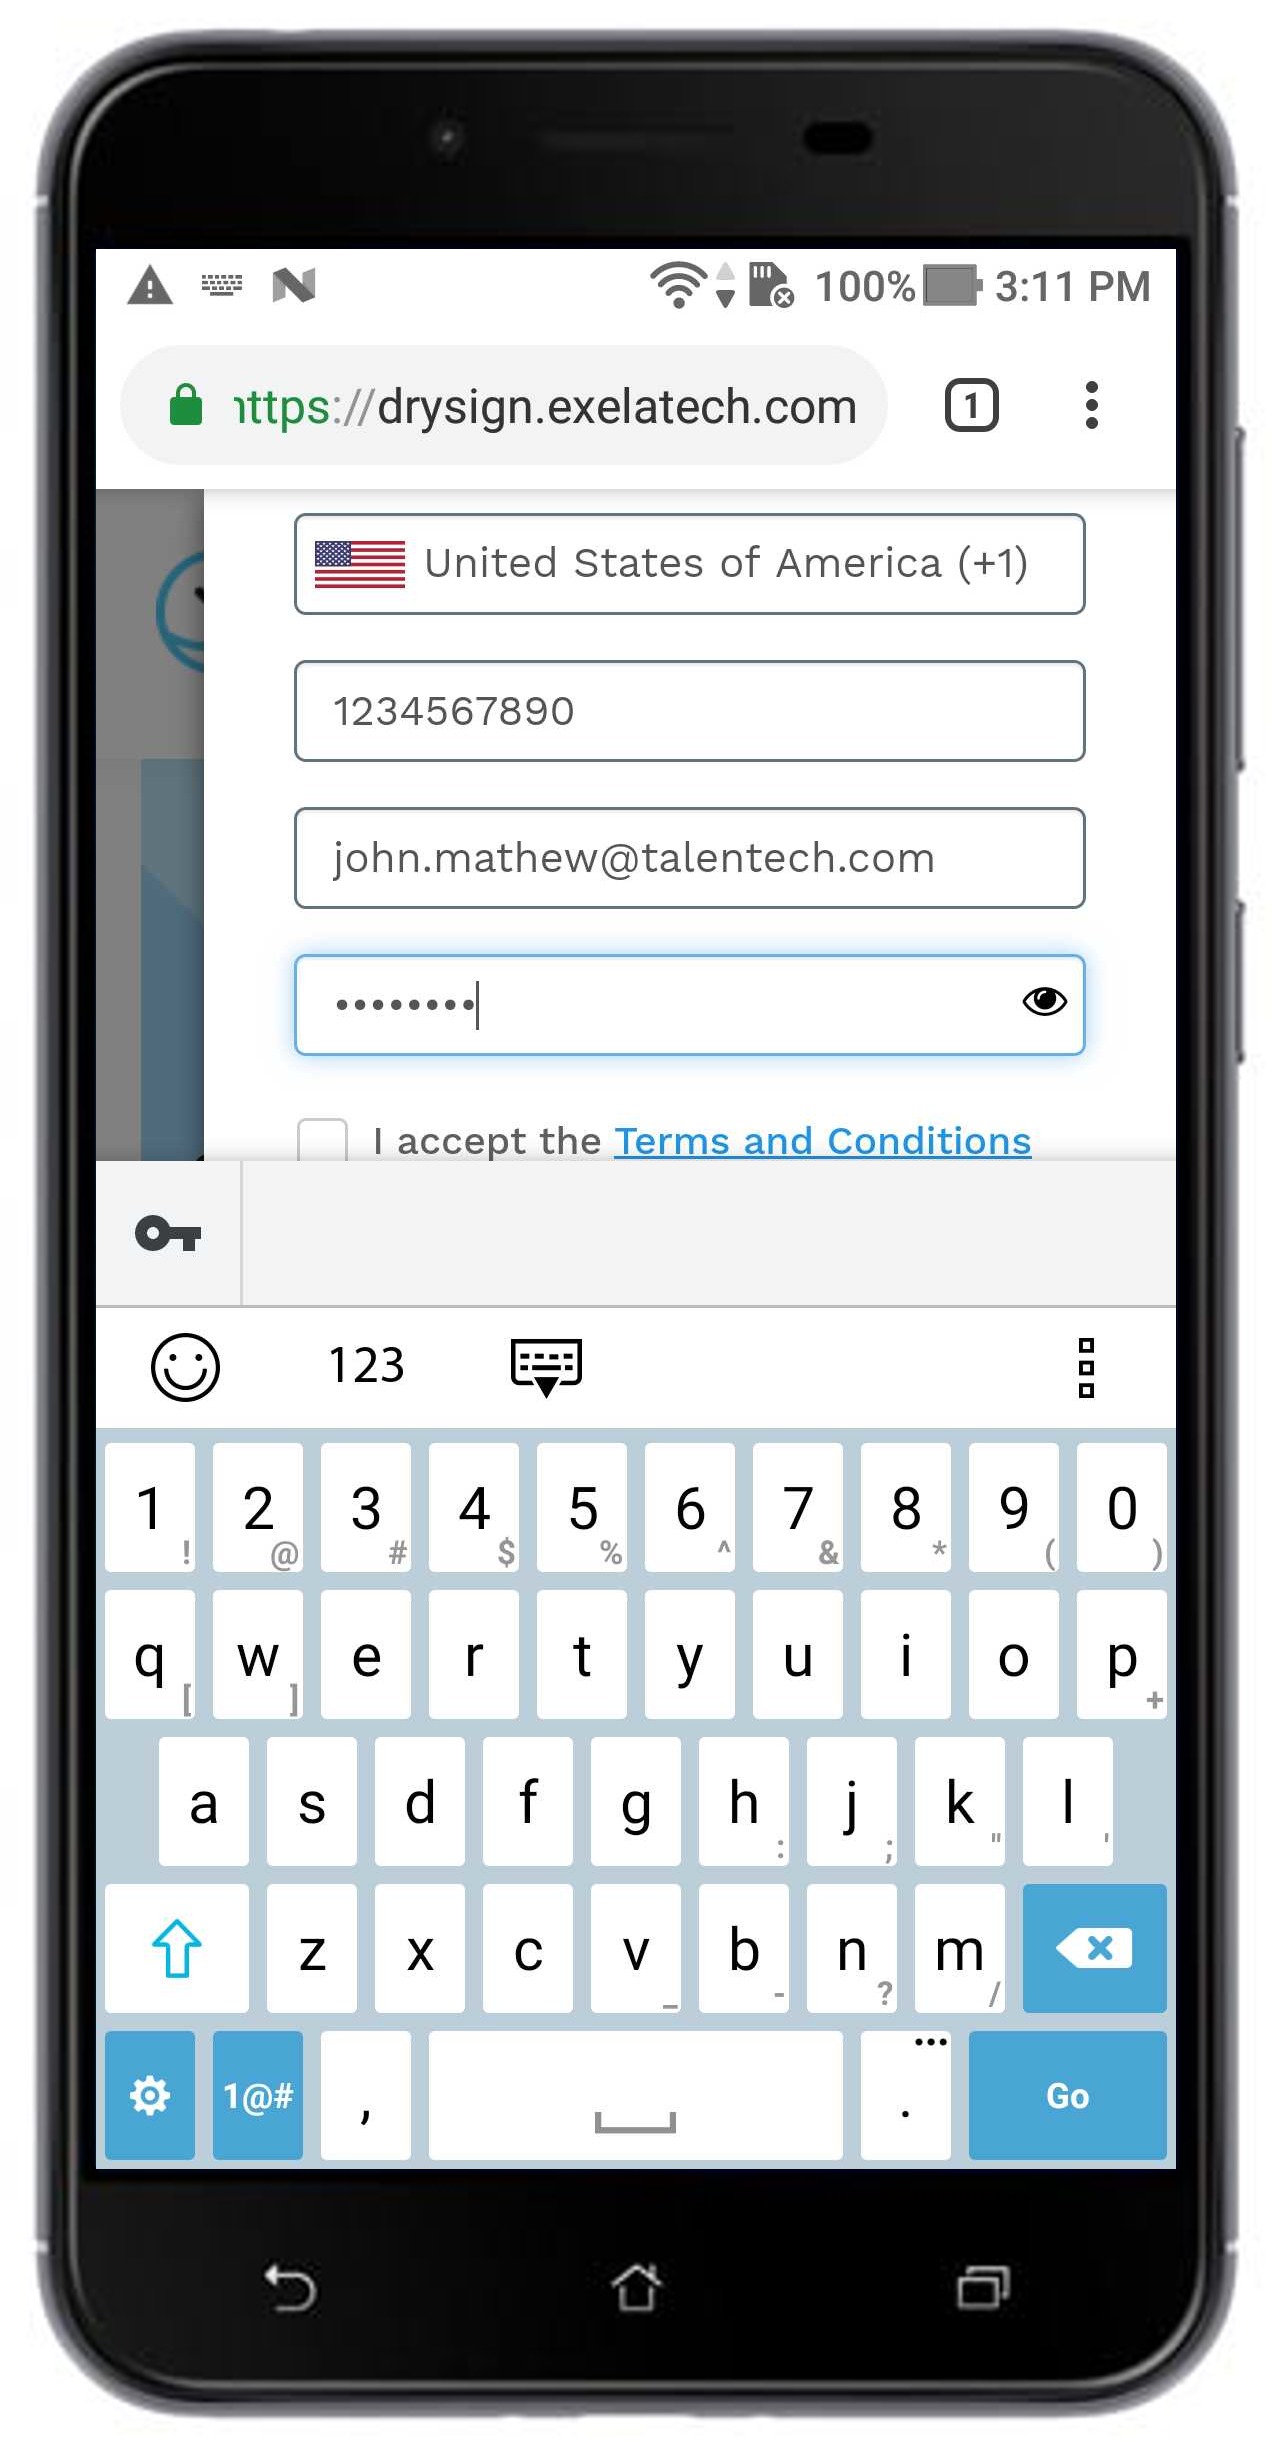 100% 3:11 PM
https://drysign.exelatech.com 1
United States of America (+1)
1234567890
john.mathew@talentech.com
••••••••
I accept the Terms and Conditions
123
1 ! 2 @ 3 # 4 $ 5 % 6 ^ 7 & 8 * 9 ( 0 )
q [ w ] e r t y u i o p +
a s d f g h : j ; k " l '
z x c v _ b - n ? m /
1@# , . ... Go